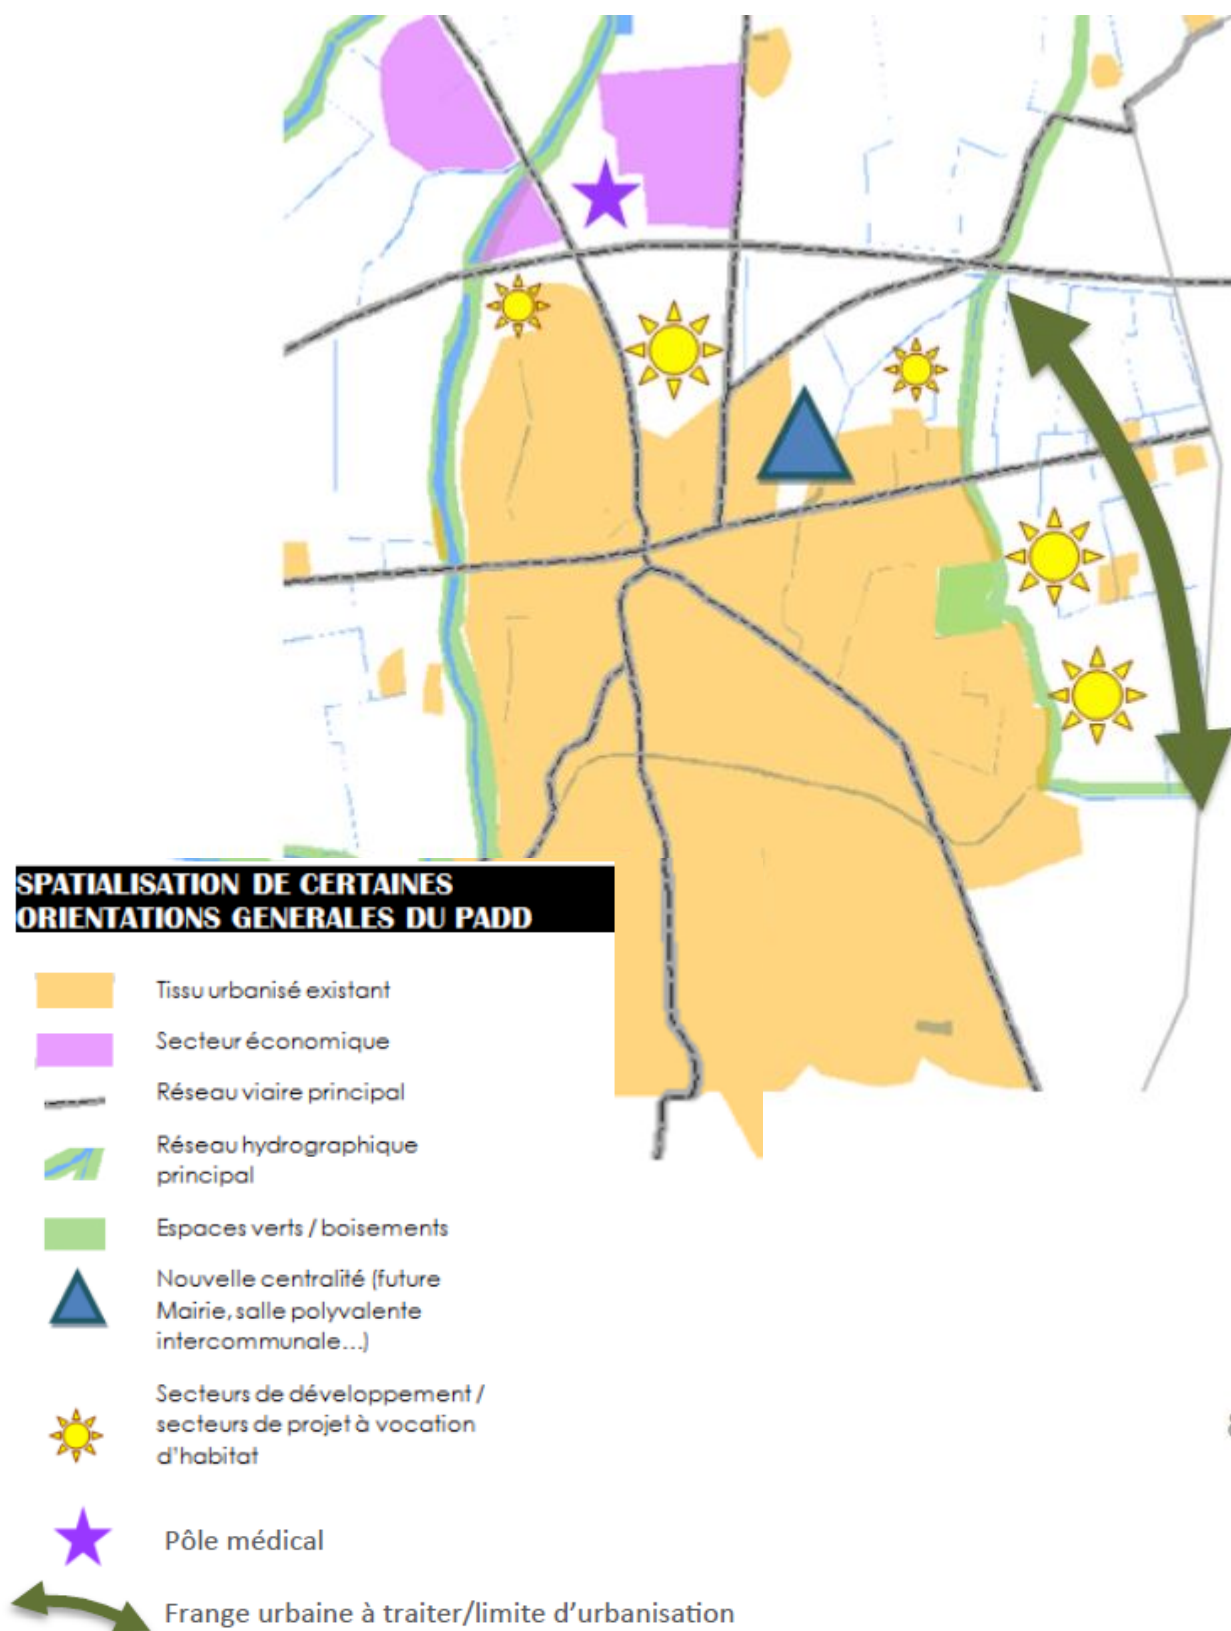 SPATIALISATION DE CERTAINES
ORIENTATIONS GENERALES DU PADD
Tissu urbanisé existant
Secteur économique
Réseau viaire principal
Réseau hydrographique
principal
Espaces verts / boisements
Nouvelle centralité (future
Mairie, salle polyvalente
intercommunale...)
Secteurs de développement /
secteurs de projet à vocation
d'habitat
Pôle médical
Frange urbaine à traiter/limite d'urbanisation